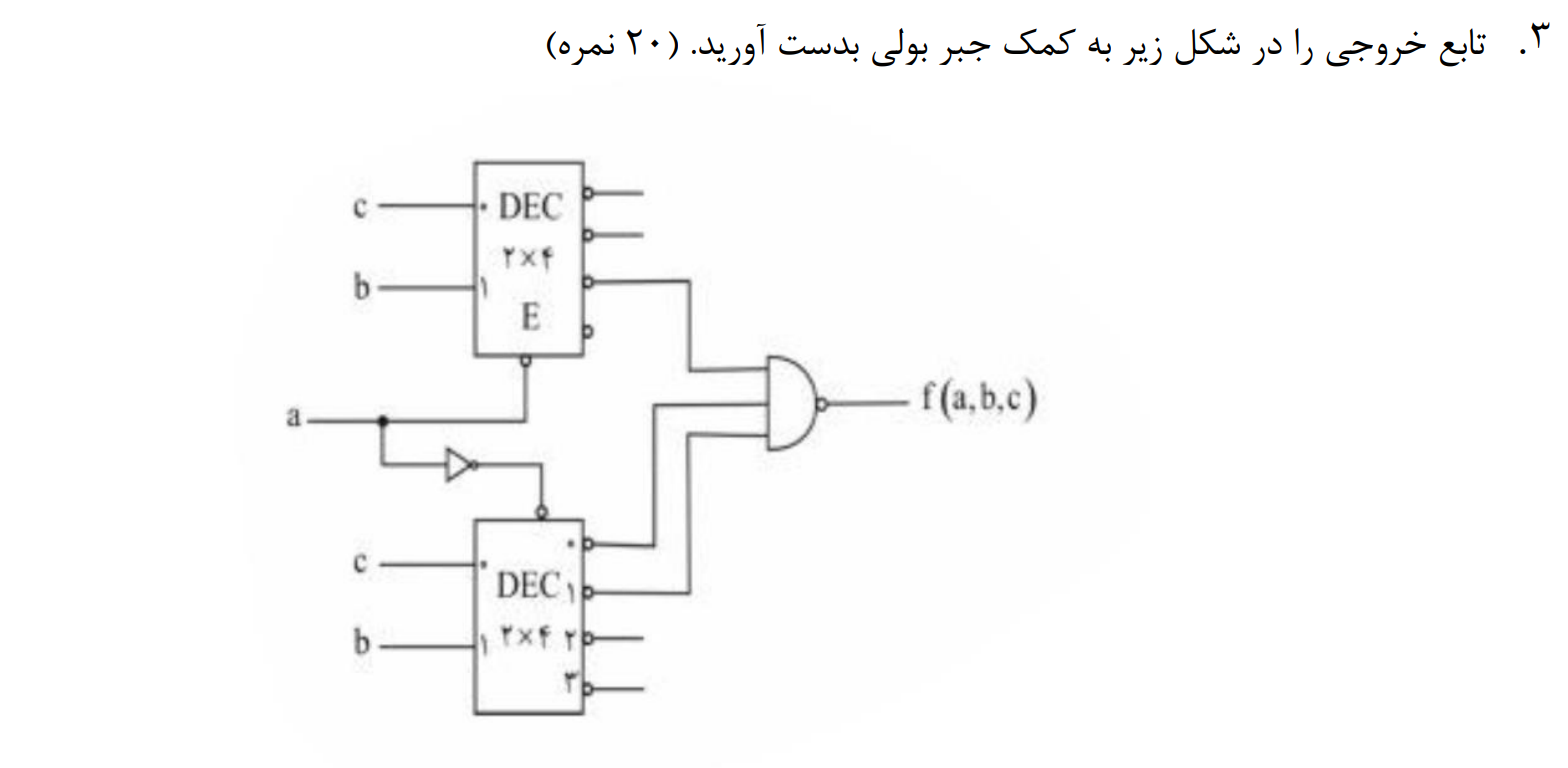 ۳. تابع خروجی را در شکل زیر به کمک جبر بولی بدست آورید. (۲۰ نمره)
c
۰ DEC
۲×۴
b
۱
E
a
f(a,b,c)
۰
c
۰
DEC ۱
b
۱ ۲×۴ ۲
۳